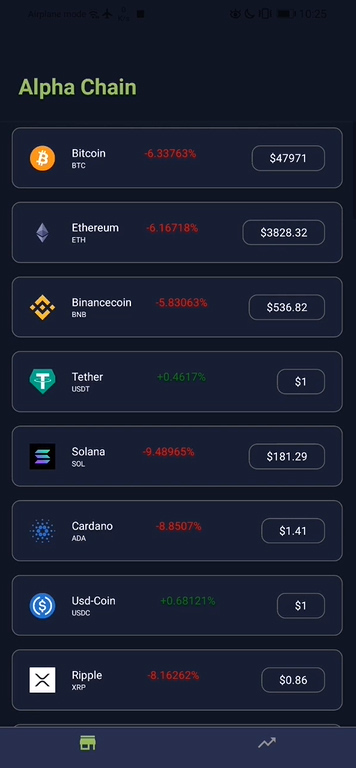 Airplane mode
10:25
Alpha Chain
Bitcoin -6.33763% $47971
BTC
Ethereum -6.16718% $3828.32
ETH
Binancecoin -5.83063% $536.82
BNB
Tether +0.4617% $1
USDT
Solana -9.48965% $181.29
SOL
Cardano -8.8507% $1.41
ADA
Usd-Coin +0.68121% $1
USDC
Ripple -8.16262% $0.86
XRP